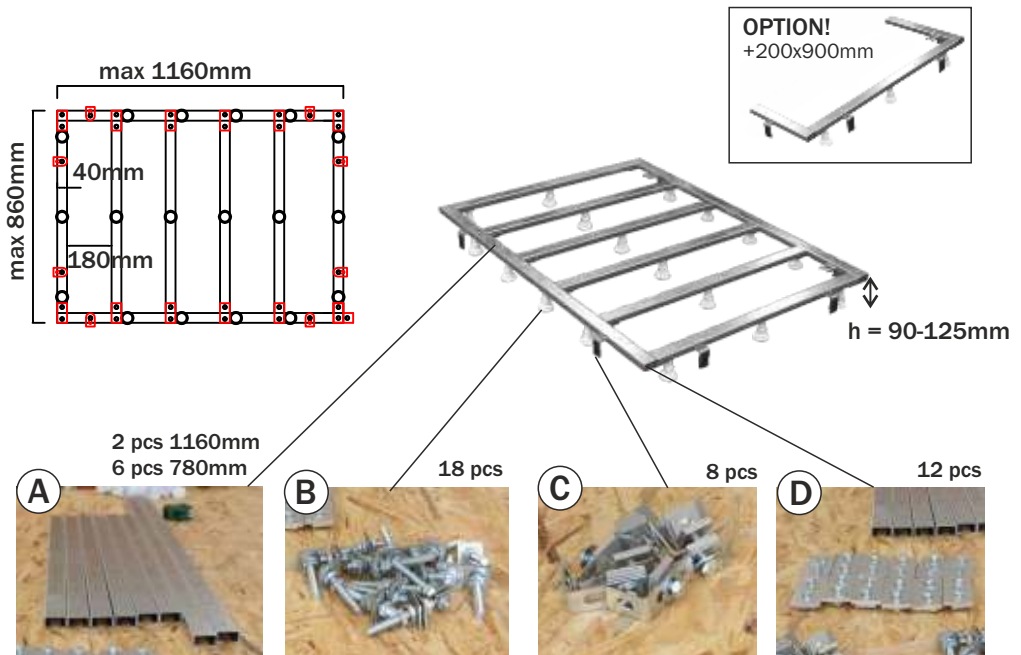 OPTION!
+200x900mm
max 1160mm
max 860mm
40mm
180mm
h = 90-125mm
2 pcs 1160mm
6 pcs 780mm
18 pcs
8 pcs
12 pcs
A
B
C
D